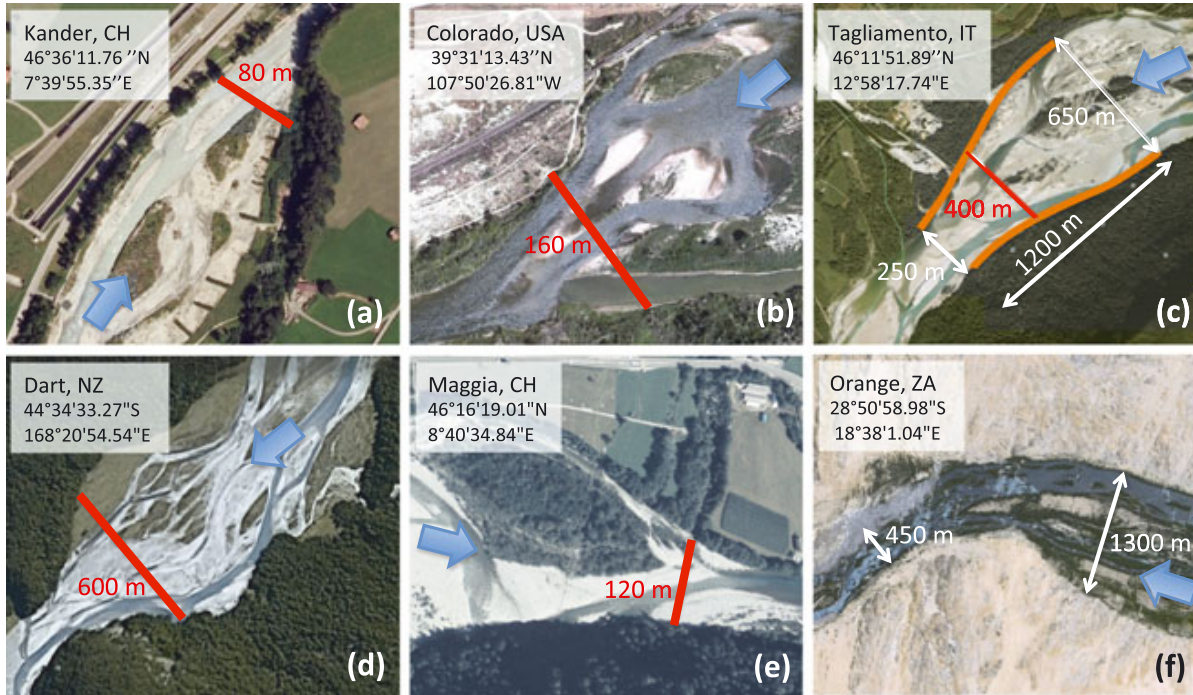 Kander, CH
46°36'11.76 ’’N
7°39'55.35’’E
80 m
(a)
Colorado, USA
39°31'13.43’’N
107°50'26.81"W
160 m
(b)
Tagliamento, IT
46°11'51.89’’N
12°58'17.74"E
650 m
400 m
250 m
1200 m
(c)
Dart, NZ
44°34'33.27"S
168°20'54.54"E
600 m
(d)
Maggia, CH
46°16'19.01"N
8°40'34.84"E
120 m
(e)
Orange, ZA
28°50'58.98"S
18°38'1.04"E
450 m
1300 m
(f)